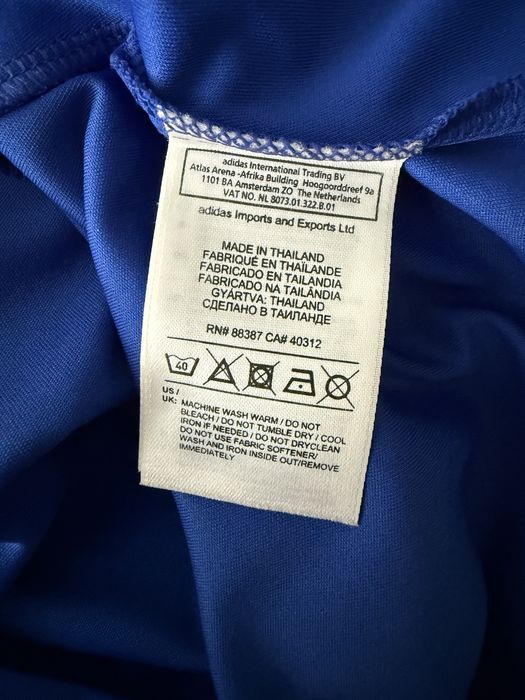 adidas International Trading BV
Atlas Arena -Afrika Building Hoogoorddreef 9a
1101 BA Amsterdam ZO The Netherlands
VAT NO. NL 8073.01.322.B.01
adidas Imports and Exports Ltd
MADE IN THAILAND
FABRIQUÉ EN THAÏLANDE
FABRICADO EN TAILANDIA
FABRICADO NA TAILÂNDIA
GYÁRTVA: THAILAND
СДЕЛАНО В ТАИЛАНДЕ
RN# 88387 CA# 40312
40
US /
UK: MACHINE WASH WARM / DO NOT
BLEACH / DO NOT TUMBLE DRY / COOL
IRON IF NEEDED / DO NOT DRYCLEAN
DO NOT USE FABRIC SOFTENER/
WASH AND IRON INSIDE OUT/REMOVE
IMMEDIATELY